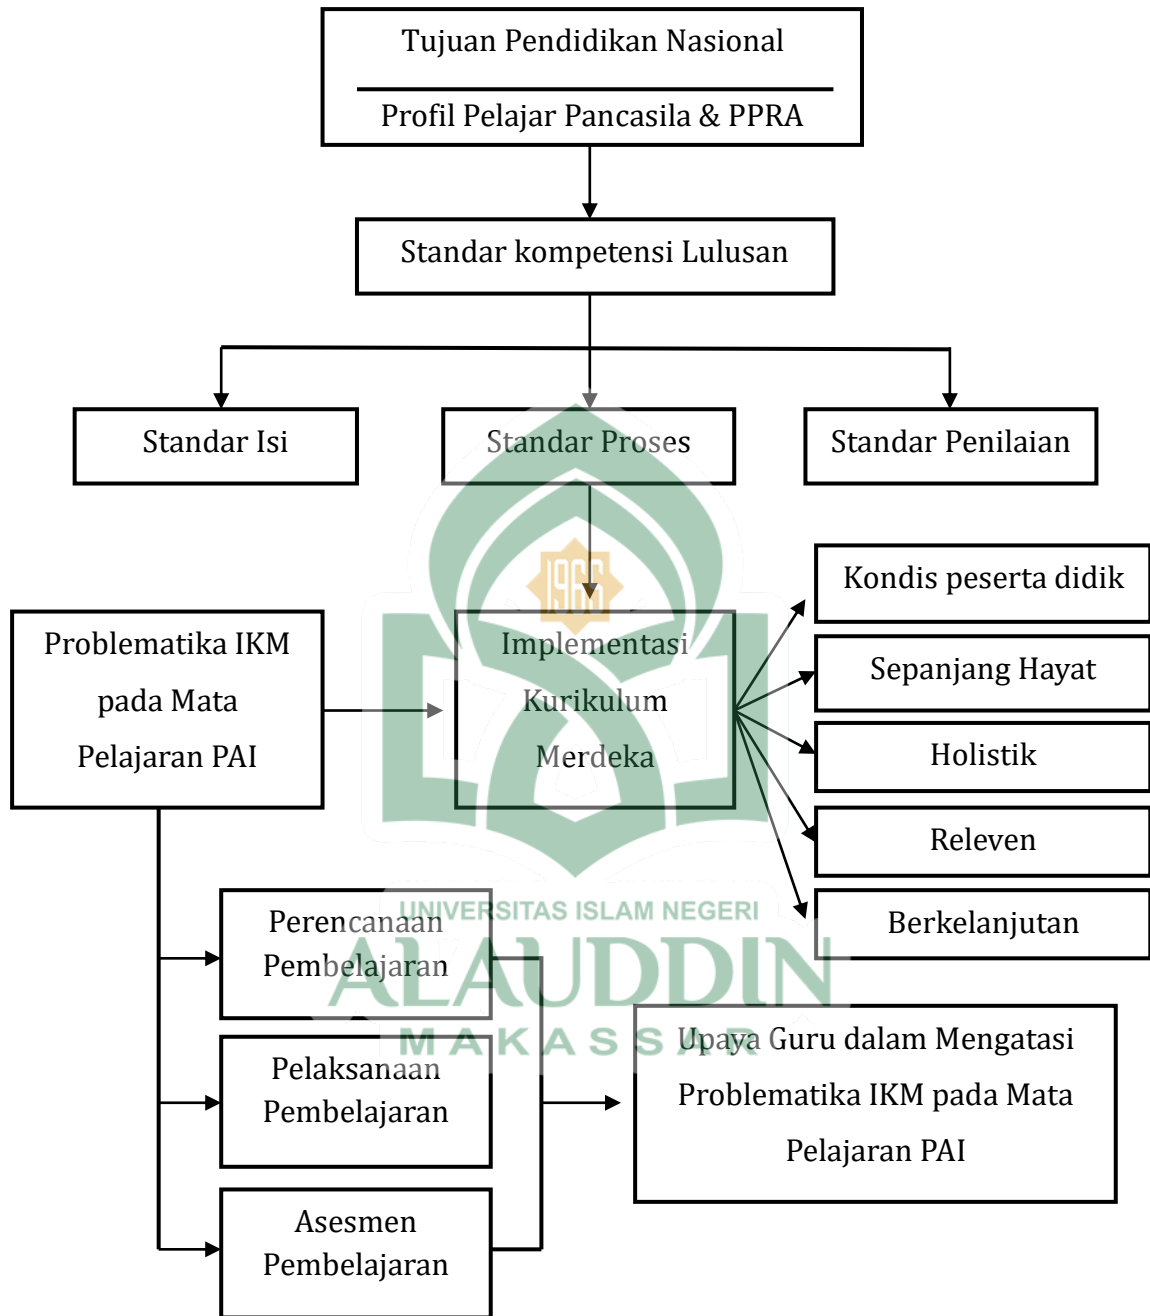 Tujuan Pendidikan Nasional
Profil Pelajar Pancasila & PPRA
Standar kompetensi Lulusan
Standar Isi
Standar Proses
Standar Penilaian
1965
Kondis peserta didik
Sepanjang Hayat
Holistik
Releven
Berkelanjutan
Problematika IKM
pada Mata
Pelajaran PAI
Implementasi
Kurikulum
Merdeka
UNIVERSITAS ISLAM NEGERI
ALAUDDIN
MAKASSAR
Perencanaan
Pembelajaran
Pelaksanaan
Pembelajaran
Asesmen
Pembelajaran
Upaya Guru dalam Mengatasi
Problematika IKM pada Mata
Pelajaran PAI